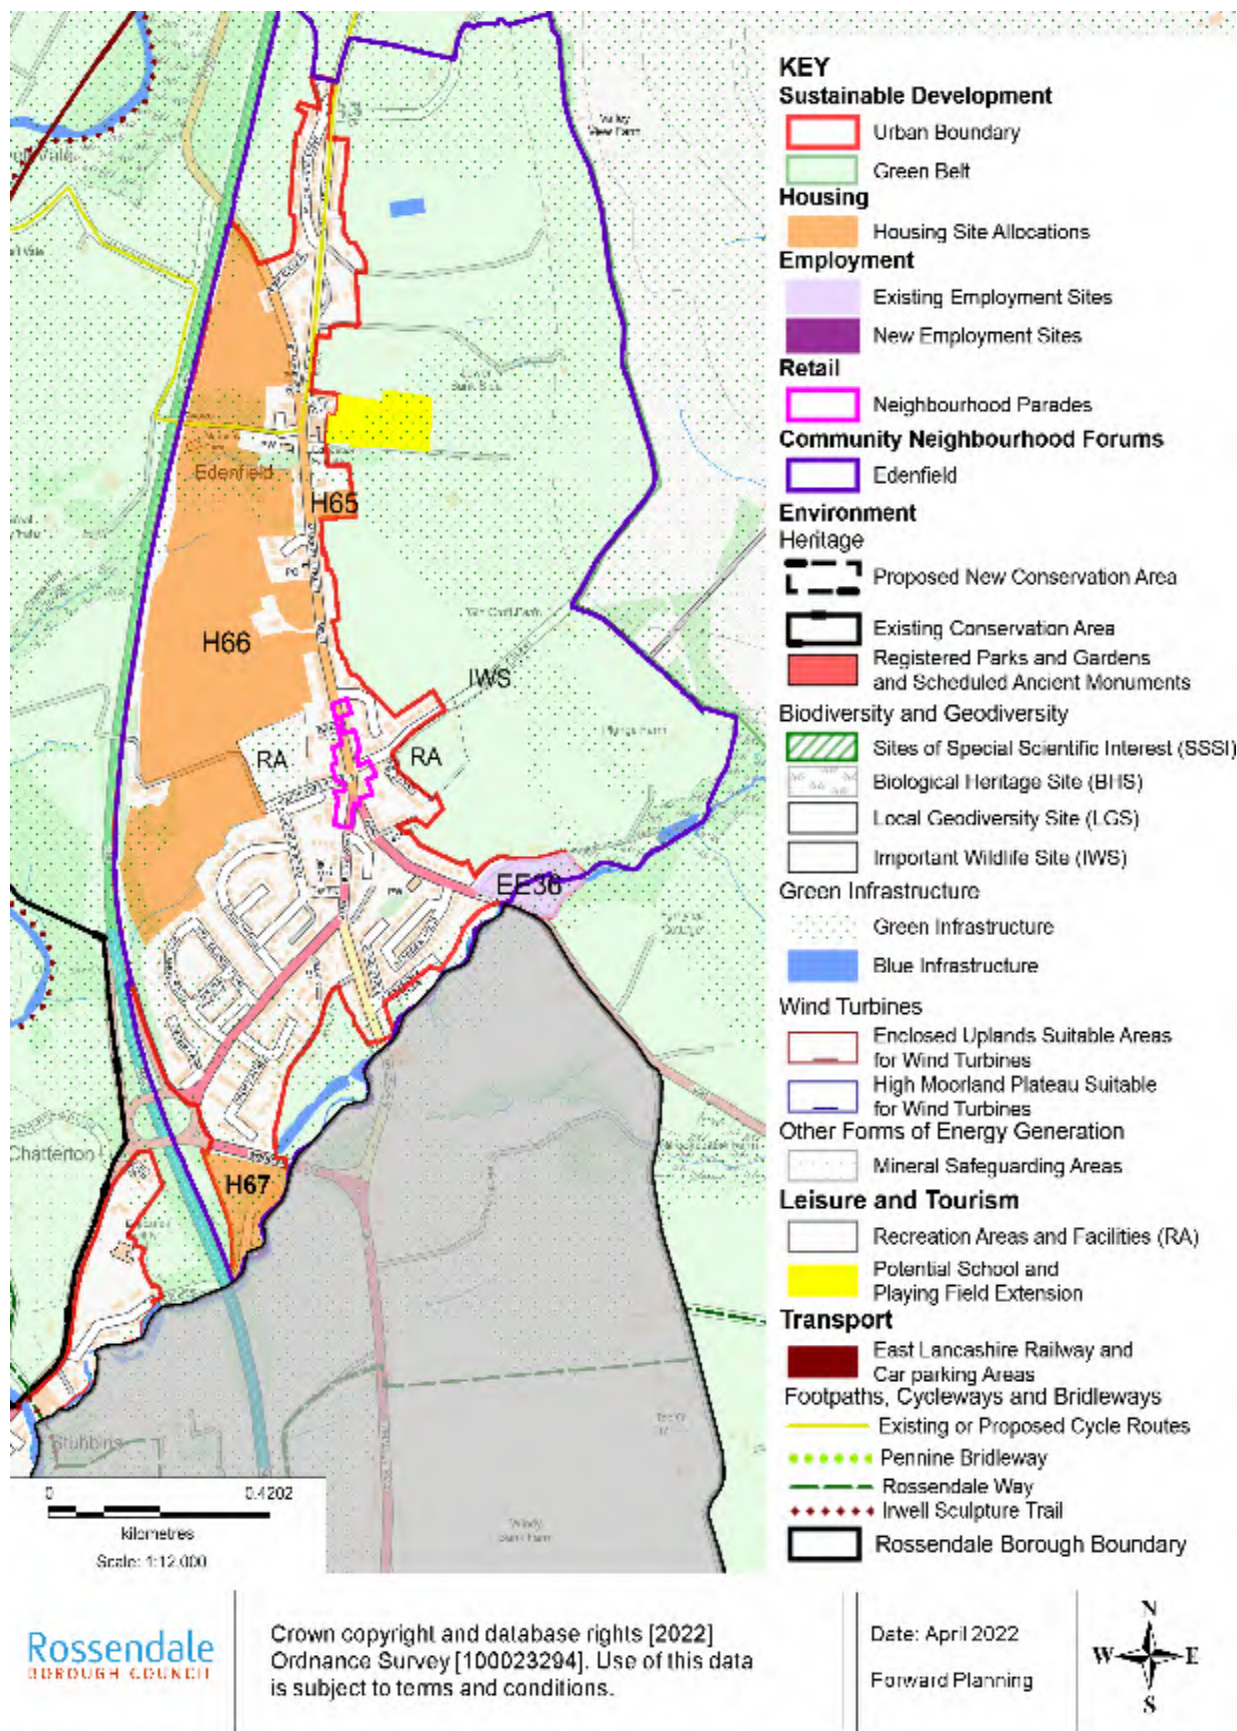 Valley
View Farm
Edenfield
H65
H66
IWS
RA
RA
EE36
PO
Chatterton
H67
Stubbins
0 0.4202
kilometres
Scale: 1:12,000
KEY
Sustainable Development
Urban Boundary
Green Belt
Housing
Housing Site Allocations
Employment
Existing Employment Sites
New Employment Sites
Retail
Neighbourhood Parades
Community Neighbourhood Forums
Edenfield
Environment
Heritage
Proposed New Conservation Area
Existing Conservation Area
Registered Parks and Gardens
and Scheduled Ancient Monuments
Biodiversity and Geodiversity
Sites of Special Scientific Interest (SSSI)
Biological Heritage Site (BHS)
Local Geodiversity Site (LGS)
Important Wildlife Site (IWS)
Green Infrastructure
Green Infrastructure
Blue Infrastructure
Wind Turbines
Enclosed Uplands Suitable Areas
for Wind Turbines
High Moorland Plateau Suitable
for Wind Turbines
Other Forms of Energy Generation
Mineral Safeguarding Areas
Leisure and Tourism
Recreation Areas and Facilities (RA)
Potential School and
Playing Field Extension
Transport
East Lancashire Railway and
Car parking Areas
Footpaths, Cycleways and Bridleways
Existing or Proposed Cycle Routes
Pennine Bridleway
Rossendale Way
Irwell Sculpture Trail
Rossendale Borough Boundary
Rossendale
BOROUGH COUNCIL
Crown copyright and database rights [2022]
Ordnance Survey [100023294]. Use of this data
is subject to terms and conditions.
Date: April 2022
Forward Planning
N
W E
S